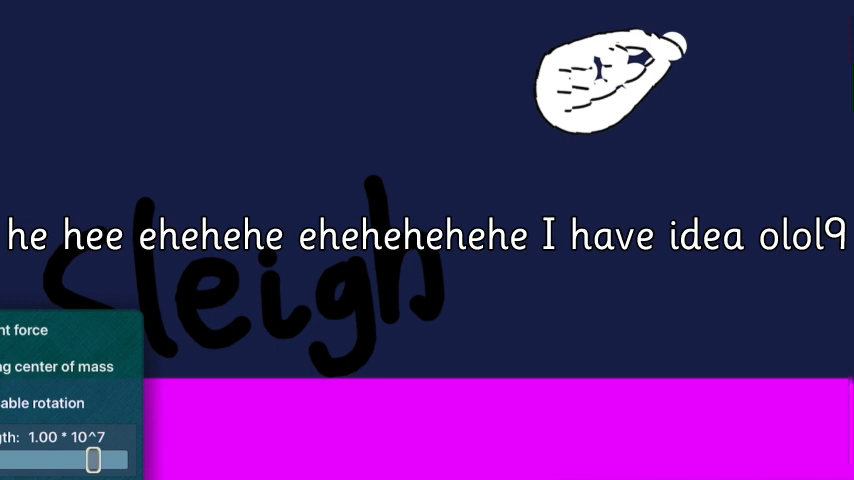 he hee ehehehe ehehehehehe I have idea olol9
sleigh
nt force
ng center of mass
able rotation
gth: 1.00 * 10^7